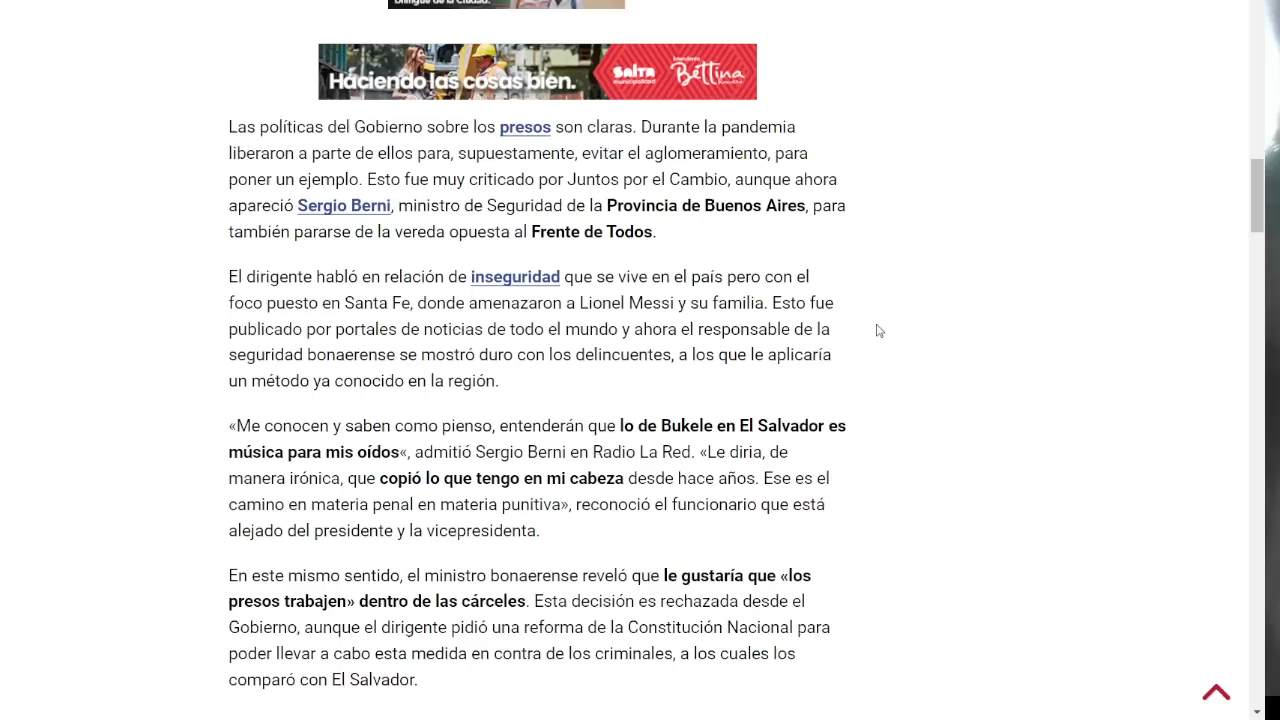 bilingüe de la Ciudad.
Haciendo las cosas bien.
SALTA
municipalidad
Intendenta
Bettina
Las políticas del Gobierno sobre los presos son claras. Durante la pandemia
liberaron a parte de ellos para, supuestamente, evitar el aglomeramiento, para
poner un ejemplo. Esto fue muy criticado por Juntos por el Cambio, aunque ahora
apareció Sergio Berni, ministro de Seguridad de la Provincia de Buenos Aires, para
también pararse de la vereda opuesta al Frente de Todos.
El dirigente habló en relación de inseguridad que se vive en el país pero con el
foco puesto en Santa Fe, donde amenazaron a Lionel Messi y su familia. Esto fue
publicado por portales de noticias de todo el mundo y ahora el responsable de la
seguridad bonaerense se mostró duro con los delincuentes, a los que le aplicaría
un método ya conocido en la región.
«Me conocen y saben como pienso, entenderán que lo de Bukele en El Salvador es
música para mis oídos«, admitió Sergio Berni en Radio La Red. «Le diria, de
manera irónica, que copió lo que tengo en mi cabeza desde hace años. Ese es el
camino en materia penal en materia punitiva», reconoció el funcionario que está
alejado del presidente y la vicepresidenta.
En este mismo sentido, el ministro bonaerense reveló que le gustaría que «los
presos trabajen» dentro de las cárceles. Esta decisión es rechazada desde el
Gobierno, aunque el dirigente pidió una reforma de la Constitución Nacional para
poder llevar a cabo esta medida en contra de los criminales, a los cuales los
comparó con El Salvador.